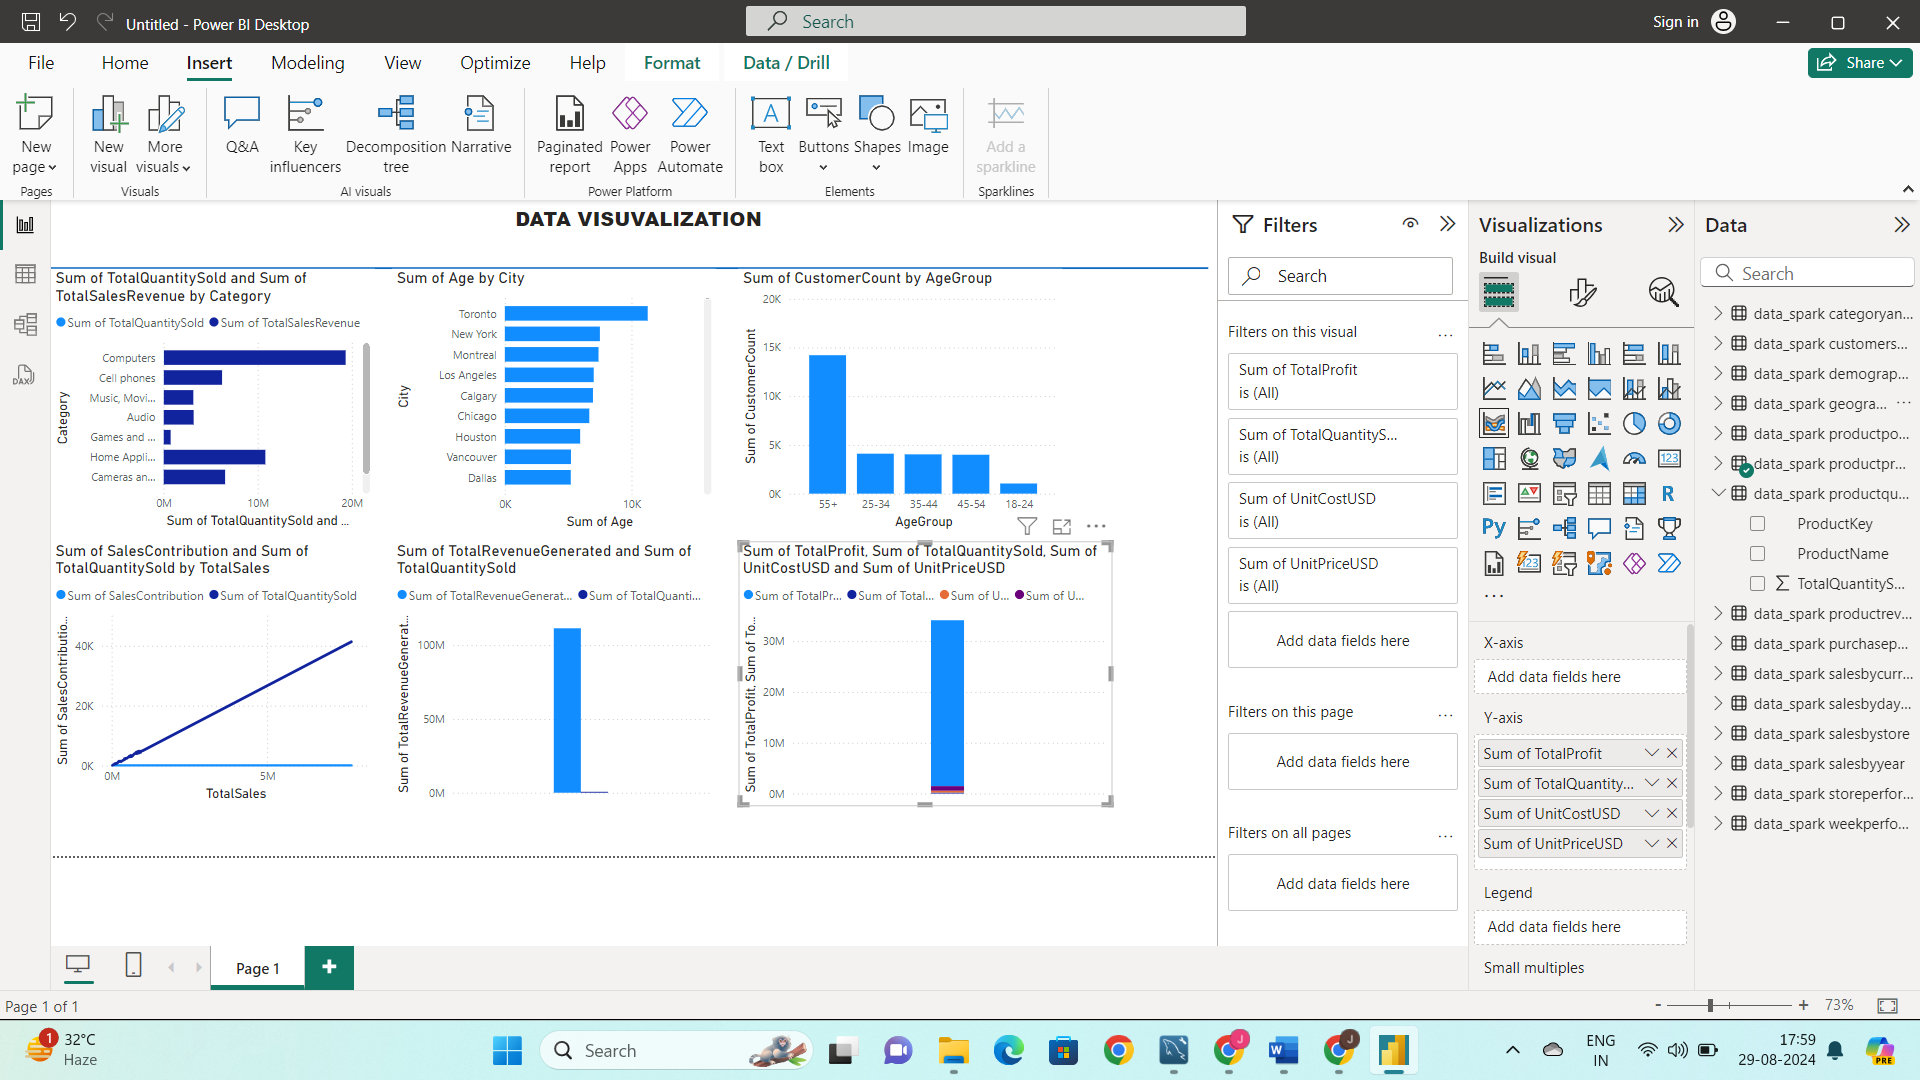 Untitled - Power BI Desktop
Search
Sign in
File Home Insert Modeling View Optimize Help Format Data / Drill
Share
New page
New visual
More visuals
Q&A
Key influencers
Decomposition tree
Narrative
Paginated report
Power Apps
Power Automate
Text box
Buttons
Shapes
Image
Add a sparkline
Pages
Visuals
AI visuals
Power Platform
Elements
Sparklines
DATA VISUVALIZATION
Sum of TotalQuantitySold and Sum of
TotalSalesRevenue by Category
Sum of TotalQuantitySold Sum of TotalSalesRevenue
Category
Computers
Cell phones
Music, Movi...
Audio
Games and ...
Home Appli...
Cameras an...
0M 10M 20M
Sum of TotalQuantitySold and ...
Sum of Age by City
City
Toronto
New York
Montreal
Los Angeles
Calgary
Chicago
Houston
Vancouver
Dallas
0K 10K
Sum of Age
Sum of CustomerCount by AgeGroup
Sum of CustomerCount
20K
15K
10K
5K
0K
55+ 25-34 35-44 45-54 18-24
AgeGroup
Sum of SalesContribution and Sum of
TotalQuantitySold by TotalSales
Sum of SalesContribution Sum of TotalQuantitySold
Sum of SalesContributio...
40K
20K
0K
0M 5M
TotalSales
Sum of TotalRevenueGenerated and Sum of
TotalQuantitySold
Sum of TotalRevenueGenerat... Sum of TotalQuanti...
Sum of TotalRevenueGenerat...
100M
50M
0M
Sum of TotalProfit, Sum of TotalQuantitySold, Sum of
UnitCostUSD and Sum of UnitPriceUSD
Sum of TotalPr... Sum of Total... Sum of U... Sum of U...
Sum of TotalProfit, Sum of To...
30M
20M
10M
0M
Filters
Search
Filters on this visual
Sum of TotalProfit
is (All)
Sum of TotalQuantityS...
is (All)
Sum of UnitCostUSD
is (All)
Sum of UnitPriceUSD
is (All)
Add data fields here
Filters on this page
Add data fields here
Filters on all pages
Add data fields here
Visualizations
Build visual
123
R
Py
123
X-axis
Add data fields here
Y-axis
Sum of TotalProfit
Sum of TotalQuantity...
Sum of UnitCostUSD
Sum of UnitPriceUSD
Legend
Add data fields here
Small multiples
Data
Search
data_spark categoryan...
data_spark customers...
data_spark demograp...
data_spark geogra...
data_spark productpo...
data_spark productpr...
data_spark productqu...
ProductKey
ProductName
TotalQuantityS...
data_spark productrev...
data_spark purchasep...
data_spark salesbycurr...
data_spark salesbyday...
data_spark salesbystore
data_spark salesbyyear
data_spark storeperfor...
data_spark weekperfo...
DAX
Page 1
Page 1 of 1
73%
1
32°C
Haze
Search
J
J
ENG
IN
17:59
29-08-2024
PRE